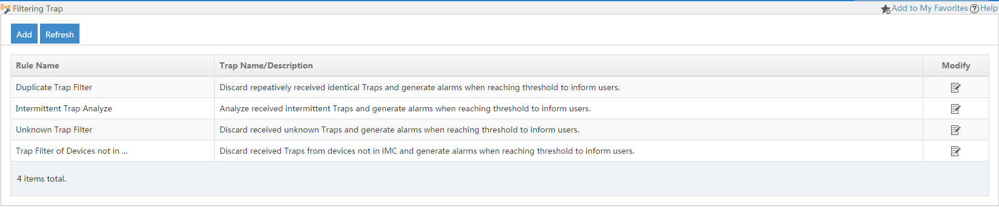 Filtering Trap
Add to My Favorites Help
Add Refresh
Rule Name Trap Name/Description Modify
Duplicate Trap Filter Discard repeatively received identical Traps and generate alarms when reaching threshold to inform users.
Intermittent Trap Analyze Analyze received intermittent Traps and generate alarms when reaching threshold to inform users.
Unknown Trap Filter Discard received unknown Traps and generate alarms when reaching threshold to inform users.
Trap Filter of Devices not in ... Discard received Traps from devices not in iMC and generate alarms when reaching threshold to inform users.
4 items total.